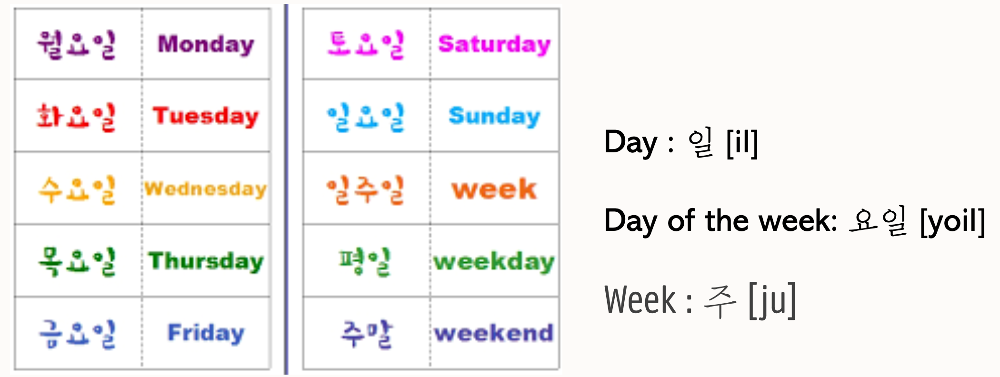 월요일 Monday
화요일 Tuesday
수요일 Wednesday
목요일 Thursday
금요일 Friday
토요일 Saturday
일요일 Sunday
일주일 week
평일 weekday
주말 weekend
Day : 일 [il]
Day of the week: 요일 [yoil]
Week : 주 [ju]